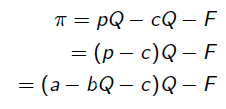 π = pQ − cQ − F
= (p − c)Q − F
= (a − bQ − c)Q − F